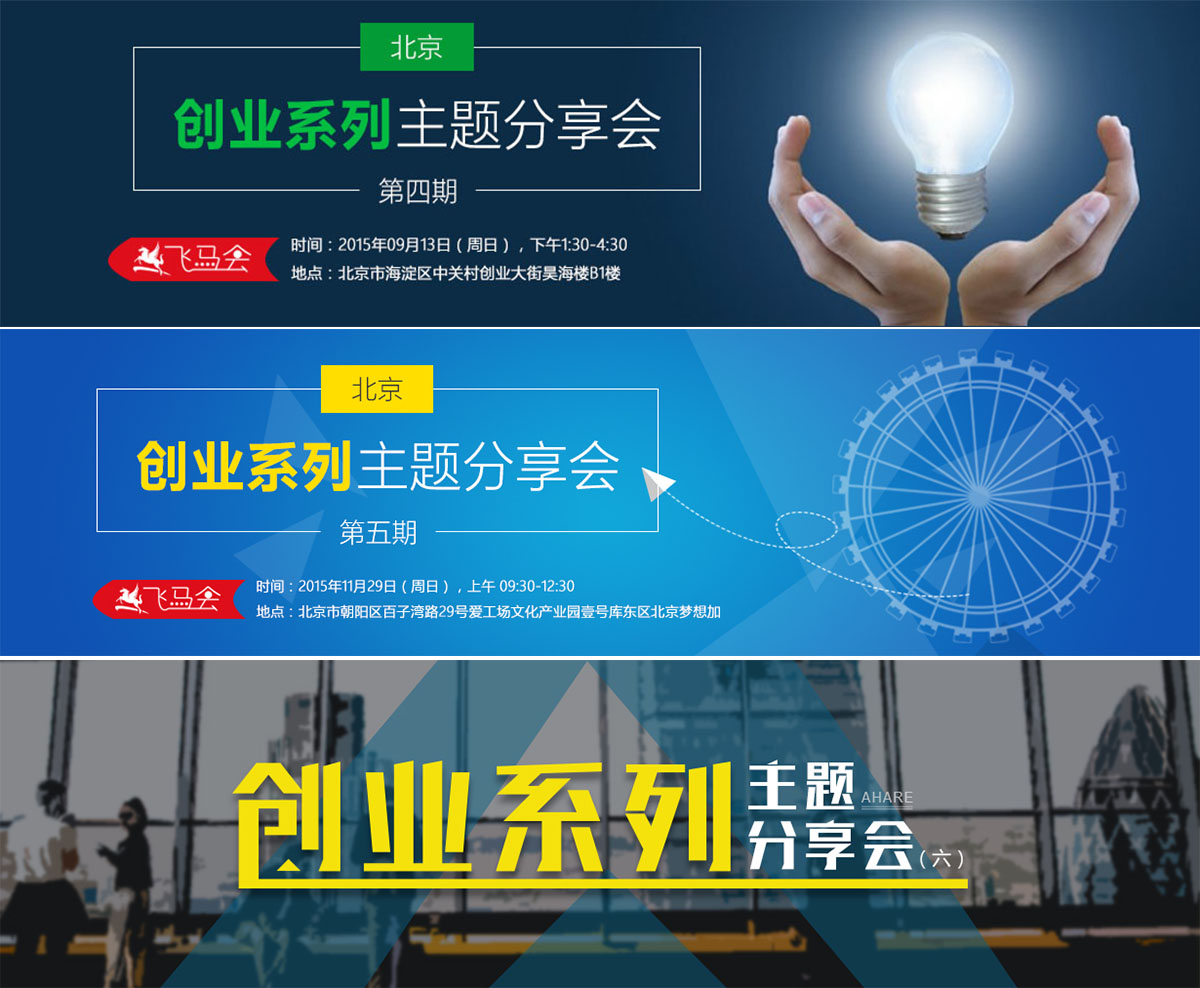 北京
创业系列主题分享会
第四期
飞马会
时间：2015年09月13日（周日），下午1:30-4:30
地点：北京市海淀区中关村创业大街昊海楼B1楼
北京
创业系列主题分享会
第五期
飞马会
时间：2015年11月29日（周日），上午 09:30-12:30
地点：北京市朝阳区百子湾路29号爱工场文化产业园壹号库东区北京梦想加
创业系列主题
AHARE
分享会（六）